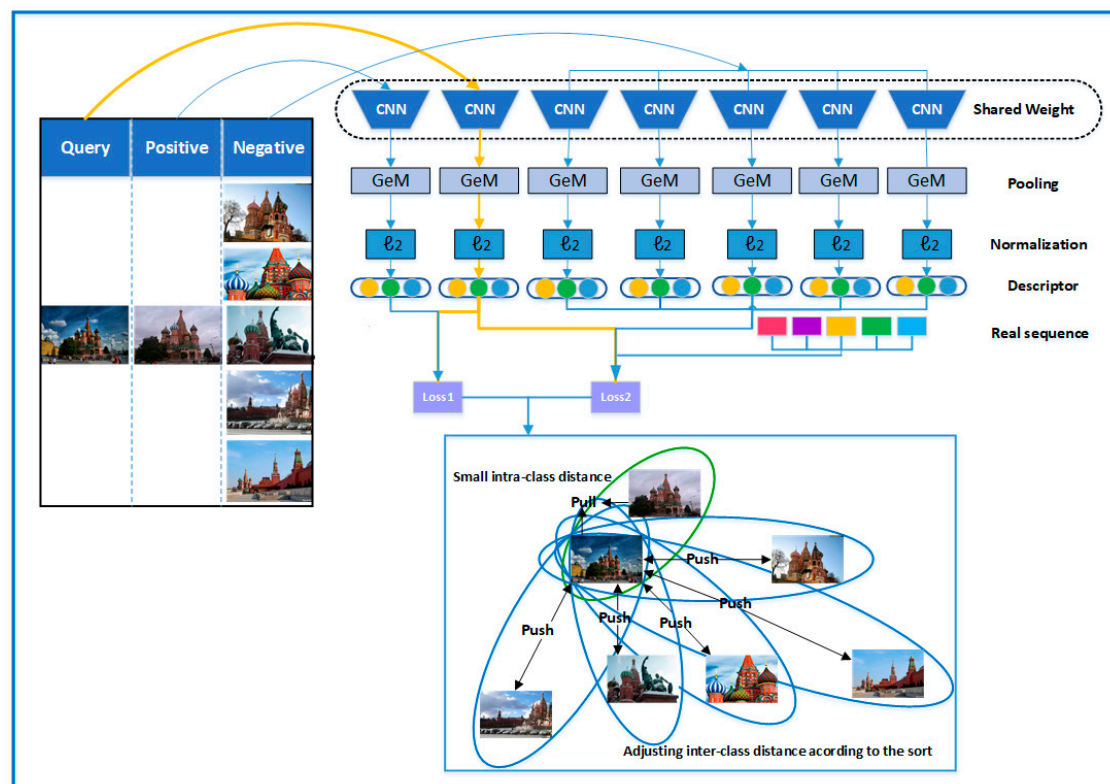 CNN CNN CNN CNN CNN CNN CNN Shared Weight
Query Positive Negative
GeM GeM GeM GeM GeM GeM GeM Pooling
ℓ2 ℓ2 ℓ2 ℓ2 ℓ2 ℓ2 ℓ2 Normalization
Descriptor
Real sequence
Loss1 Loss2
Small intra-class distance
Pull
Push
Push
Push Push Push
Adjusting inter-class distance acording to the sort